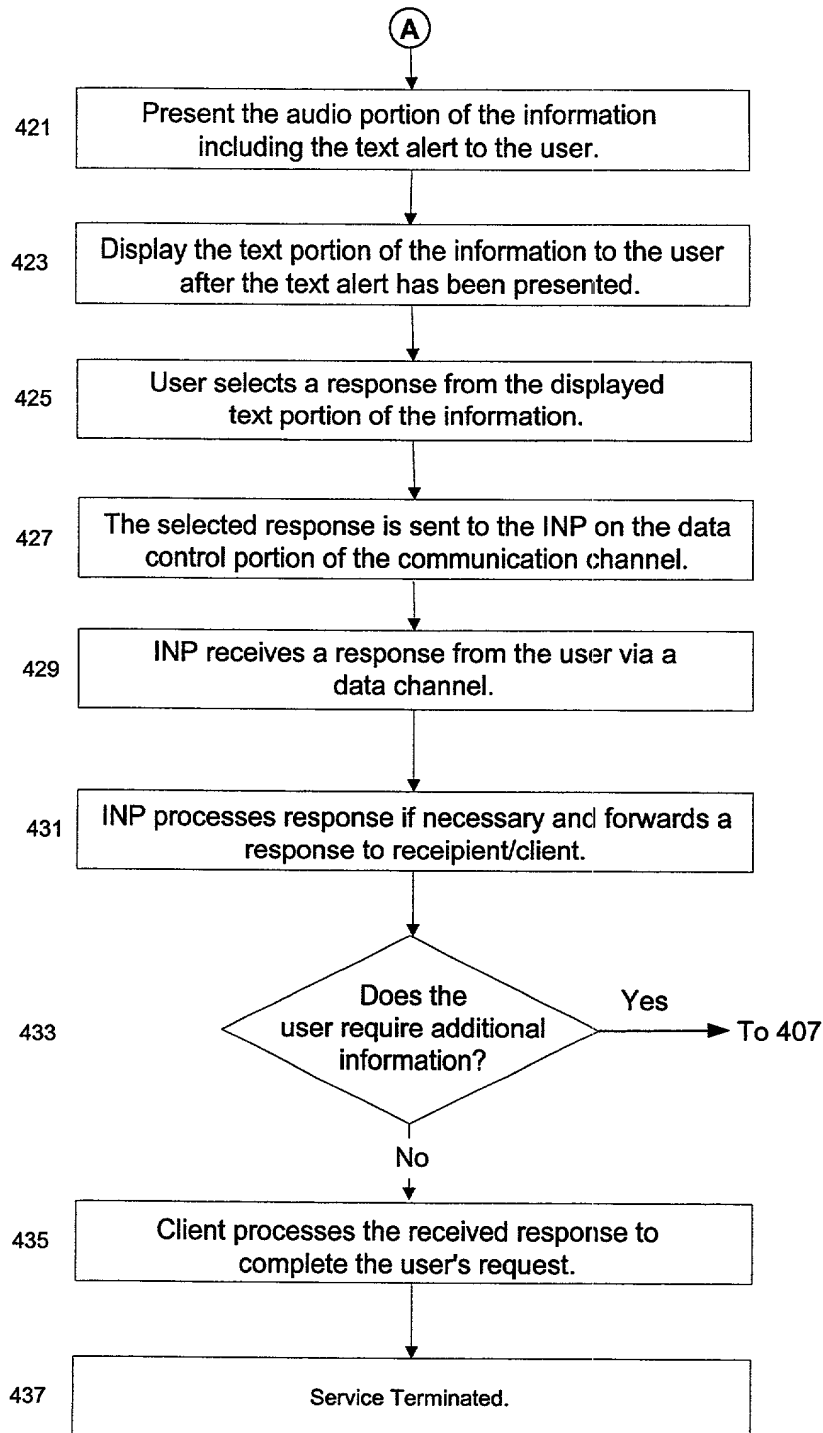 A
421
Present the audio portion of the information
including the text alert to the user.
423
Display the text portion of the information to the user
after the text alert has been presented.
425
User selects a response from the displayed
text portion of the information.
427
The selected response is sent to the INP on the data
control portion of the communication channel.
429
INP receives a response from the user via a
data channel.
431
INP processes response if necessary and forwards a
response to receipient/client.
433
Does the
user require additional
information?
Yes
To 407
No
435
Client processes the received response to
complete the user's request.
437
Service Terminated.